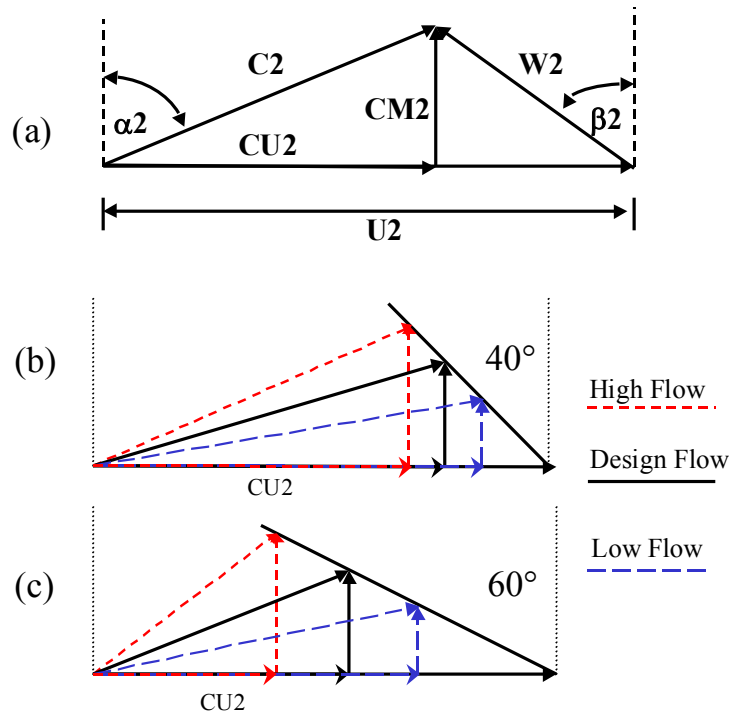 C2
W2
α2
CM2
β2
(a)
CU2
U2
(b)
40°
High Flow
Design Flow
CU2
Low Flow
(c)
60°
CU2